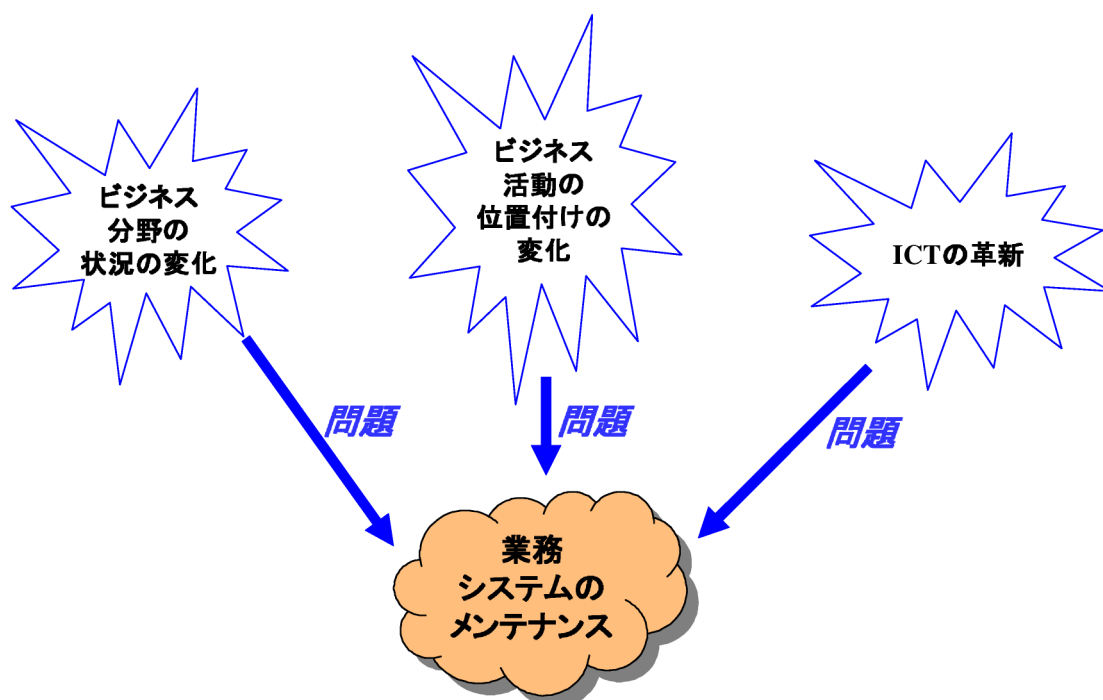 ビジネス
分野の
状況の変化
ビジネス
活動の
位置付けの
変化
ICTの革新
問題
問題
問題
業務
システムの
メンテナンス